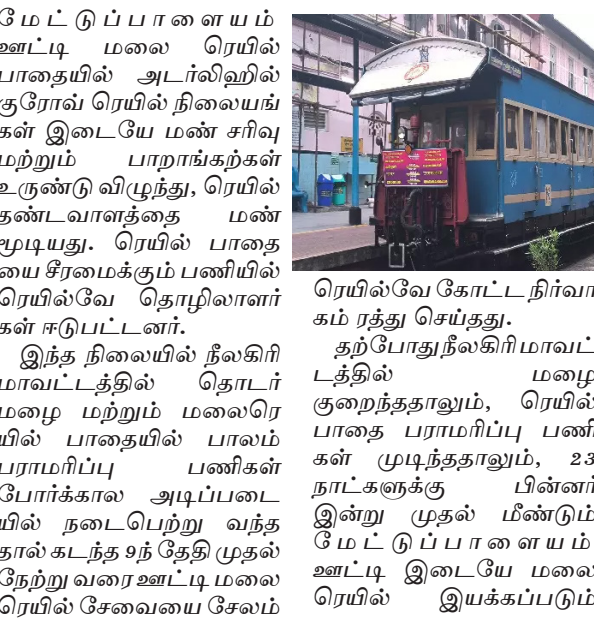 மேட்டுப்பாளையம்
ஊட்டி மலை ரெயில்
பாதையில் அடர்லிஹில்
குரோவ் ரெயில் நிலையங்
கள் இடையே மண் சரிவு
மற்றும் பாறாங்கற்கள்
உருண்டு விழுந்து, ரெயில்
தண்டவாளத்தை மண்
மூடியது. ரெயில் பாதை
யை சீரமைக்கும் பணியில்
ரெயில்வே தொழிலாளர்
கள் ஈடுபட்டனர்.
இந்த நிலையில் நீலகிரி
மாவட்டத்தில் தொடர்
மழை மற்றும் மலைரெ
யில் பாதையில் பாலம்
பராமரிப்பு பணிகள்
போர்க்கால அடிப்படை
யில் நடைபெற்று வந்த
தால் கடந்த 9ந் தேதி முதல்
நேற்று வரை ஊட்டி மலை
ரெயில் சேவையை சேலம்
ரெயில்வே கோட்ட நிர்வா
கம் ரத்து செய்தது.
தற்போது நீலகிரி மாவட்
டத்தில் மழை
குறைந்ததாலும், ரெயில்
பாதை பராமரிப்பு பணி
கள் முடிந்ததாலும், 23
நாட்களுக்கு பின்னர்
இன்று முதல் மீண்டும்
மேட்டுப்பாளையம்
ஊட்டி இடையே மலை
ரெயில் இயக்கப்படும்